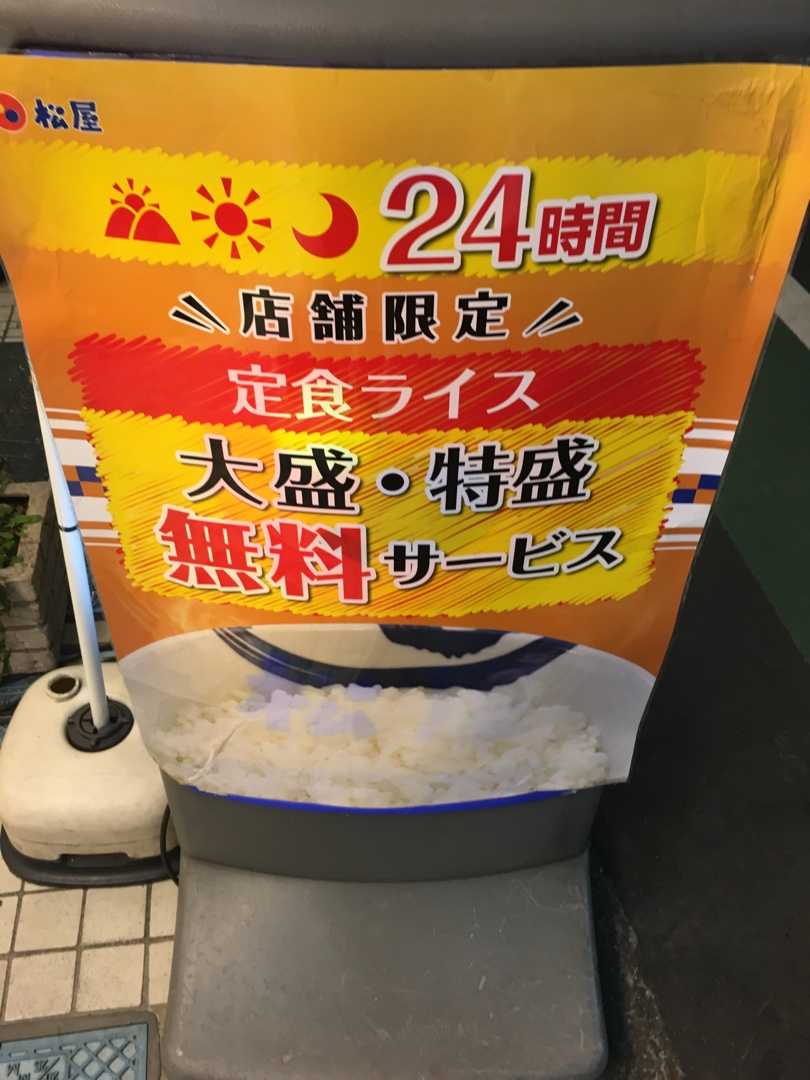 松屋
24時間
店舗限定
定食ライス
大盛・特盛
無料サービス